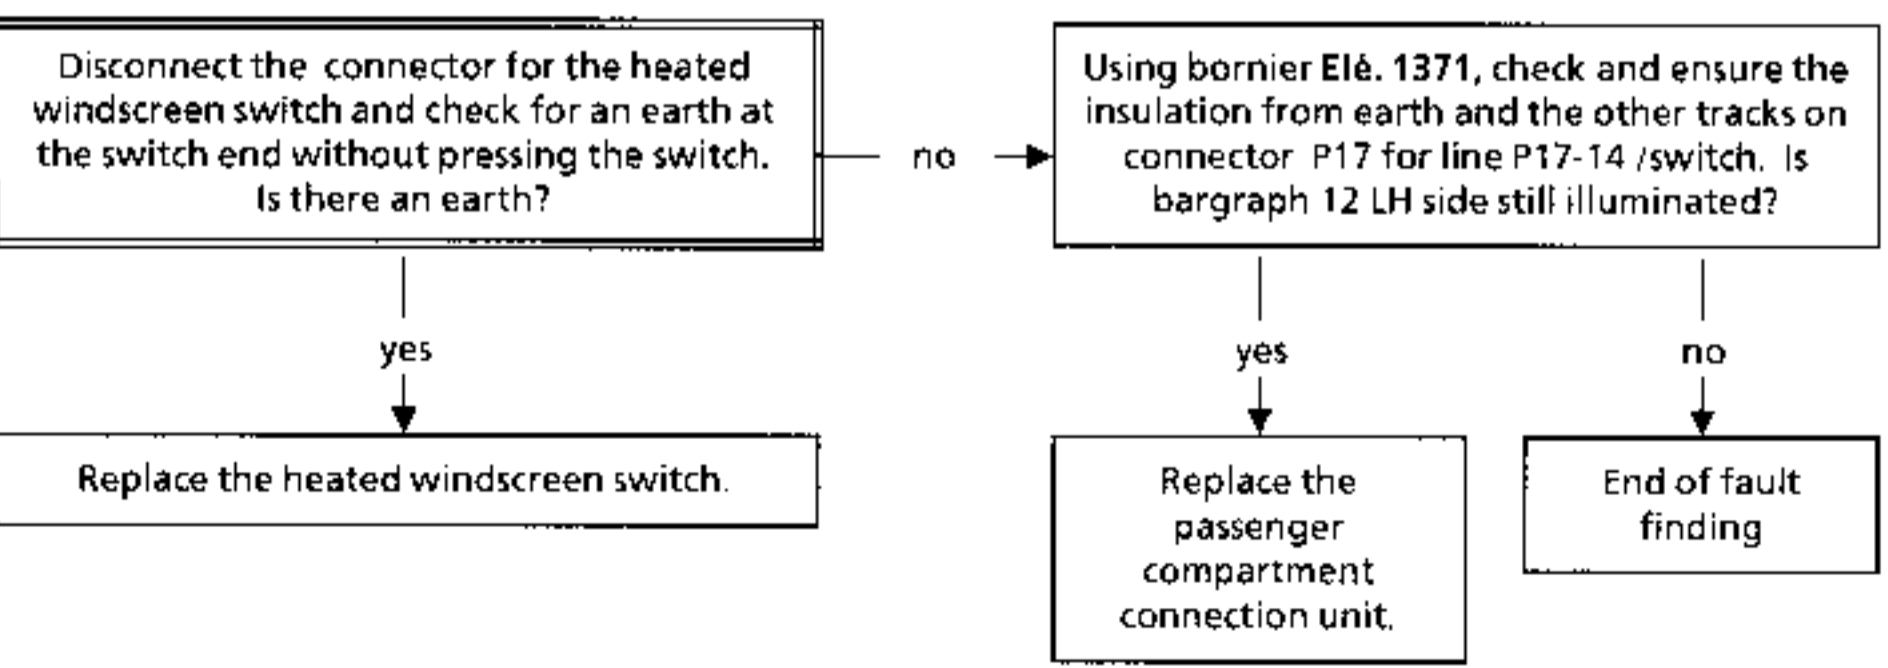 Disconnect the connector for the heated
windscreen switch and check for an earth at
the switch end without pressing the switch.
Is there an earth?
no
Using bornier Elé. 1371, check and ensure the
insulation from earth and the other tracks on
connector P17 for line P17-14 /switch. Is
bargraph 12 LH side still illuminated?
yes
yes
no
Replace the heated windscreen switch.
Replace the
passenger
compartment
connection unit.
End of fault
finding